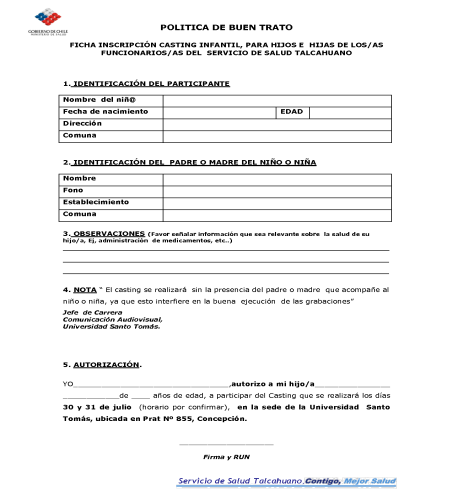 GOBIERNO DE CHILE
MINISTERIO DE SALUD
POLITICA DE BUEN TRATO
FICHA INSCRIPCIÓN CASTING INFANTIL, PARA HIJOS E HIJAS DE LOS/AS
FUNCIONARIOS/AS DEL SERVICIO DE SALUD TALCAHUANO
1. IDENTIFICACIÓN DEL PARTICIPANTE
Nombre del niñ@
Fecha de nacimiento EDAD
Dirección
Comuna
2. IDENTIFICACIÓN DEL PADRE O MADRE DEL NIÑO O NIÑA
Nombre
Fono
Establecimiento
Comuna
3. OBSERVACIONES (Favor señalar información que sea relevante sobre la salud de su
hijo/a, Ej, administración de medicamentos, etc..)
4. NOTA “ El casting se realizará sin la presencia del padre o madre que acompañe al
niño o niña, ya que esto interfiere en la buena ejecución de las grabaciones”
Jefe de Carrera
Comunicación Audiovisual,
Universidad Santo Tomás.
5. AUTORIZACIÓN.
YO____________________________________,autorizo a mi hijo/a_________________
_____________de ____ años de edad, a participar del Casting que se realizará los días
30 y 31 de julio (horario por confirmar), en la sede de la Universidad Santo
Tomás, ubicada en Prat Nº 855, Concepción.
Firma y RUN
Servicio de Salud Talcahuano.Contigo, Mejor Salud